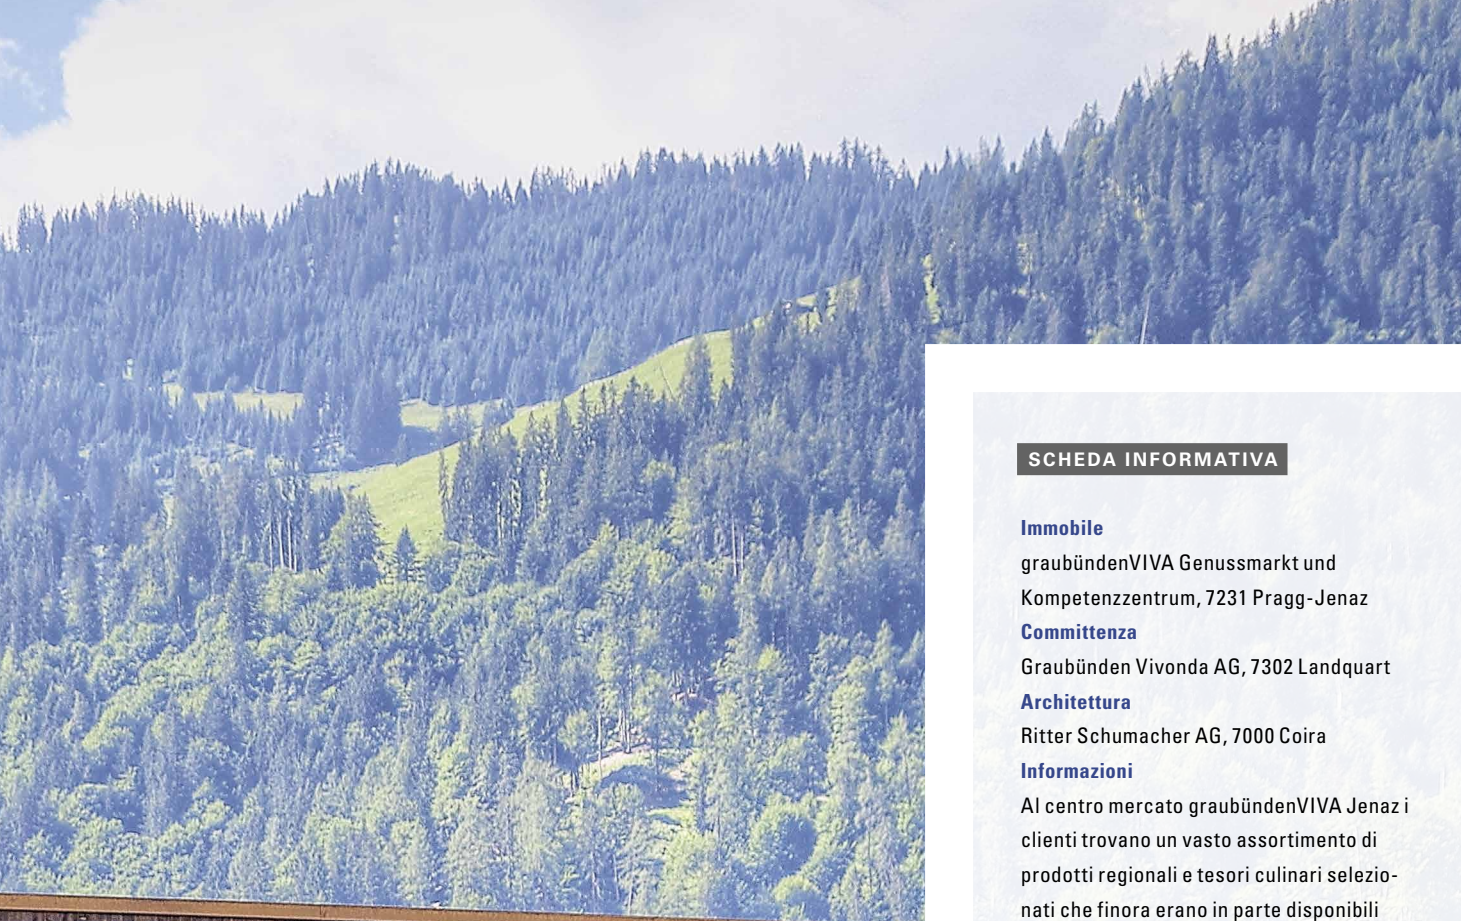 SCHEDA INFORMATIVA
Immobile
graubündenVIVA Genussmarkt und
Kompetenzzentrum, 7231 Pragg-Jenaz
Committenza
Graubünden Vivonda AG, 7302 Landquart
Architettura
Ritter Schumacher AG, 7000 Coira
Informazioni
Al centro mercato graubündenVIVA Jenaz i
clienti trovano un vasto assortimento di
prodotti regionali e tesori culinari selezio-
nati che finora erano in parte disponibili